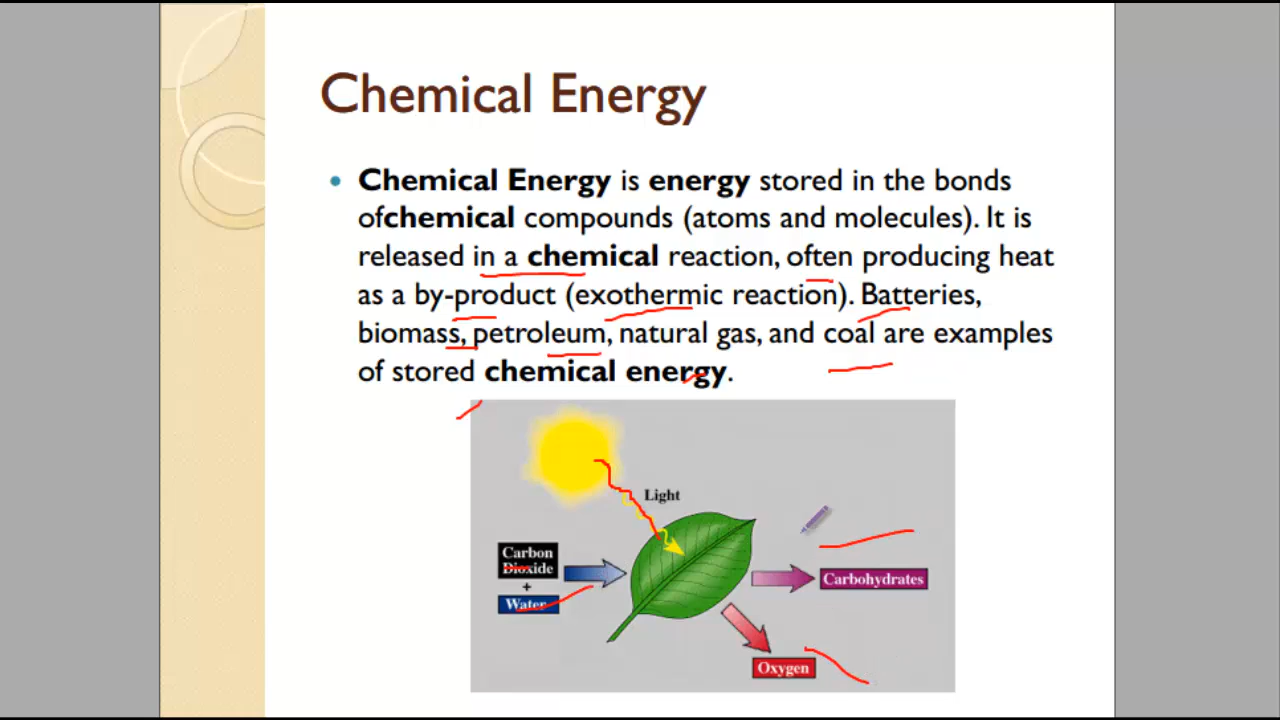 Chemical Energy
• Chemical Energy is energy stored in the bonds
ofchemical compounds (atoms and molecules). It is
released in a chemical reaction, often producing heat
as a by-product (exothermic reaction). Batteries,
biomass, petroleum, natural gas, and coal are examples
of stored chemical energy.
Light
Carbon
Dioxide
+
Water
Carbohydrates
Oxygen